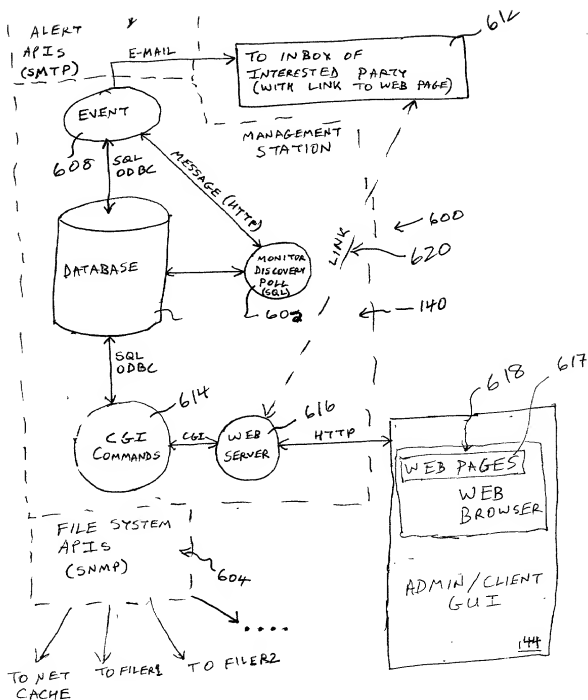 ALERT
APIs
(SMTP)
E-MAIL
612
TO INBOX OF
INTERESTED PARTY
(WITH LINK TO WEB PAGE)
EVENT
608
SQL
ODBC
MESSAGE (HTTP)
MANAGEMENT
STATION
600
LINK
620
DATABASE
MONITOR
DISCOVERY
POLL
(SQL)
602
140
SQL
ODBC
614
616
618
617
CGI
COMMANDS
CGI
WEB
SERVER
HTTP
WEB PAGES
WEB
BROWSER
FILE SYSTEM
APIS
(SNMP)
604
ADMIN/CLIENT
GUI
144
TO NET
CACHE
TO FILER1
TO FILER2
....